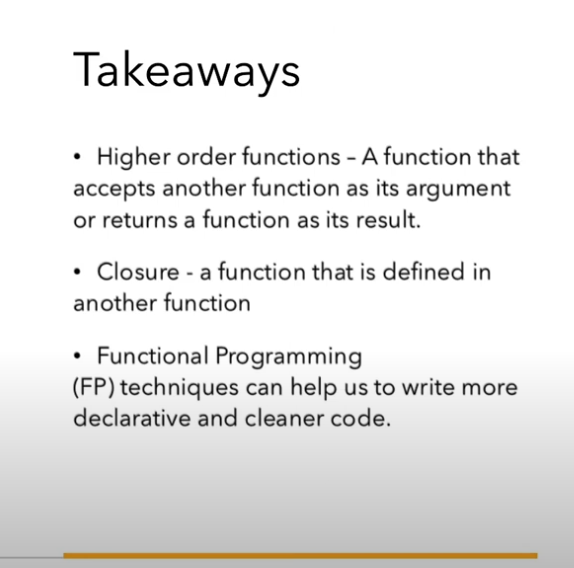 Takeaways
• Higher order functions – A function that
accepts another function as its argument
or returns a function as its result.
• Closure - a function that is defined in
another function
• Functional Programming
(FP) techniques can help us to write more
declarative and cleaner code.